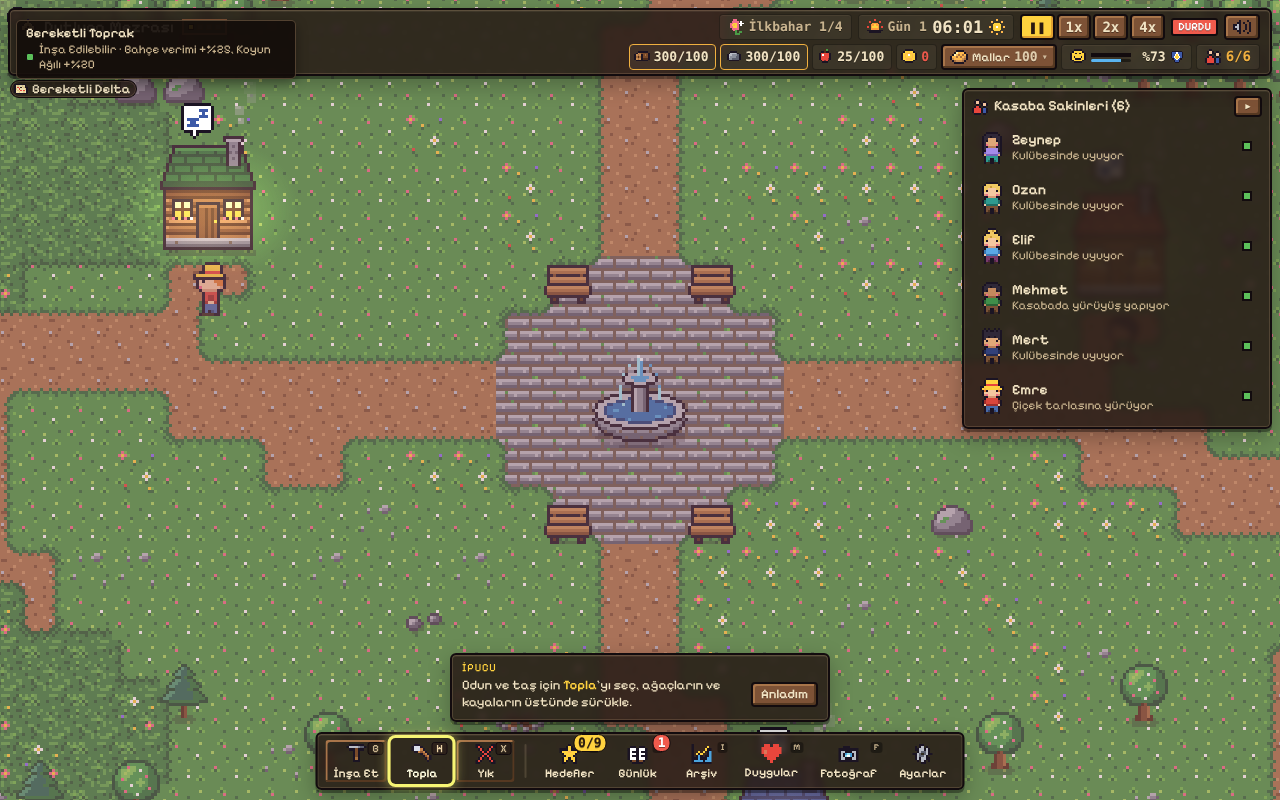 Bereketli Toprak
İnşa Edilebilir · Bahçe verimi +%25, Koyun
Ağılı +%20
Bereketli Delta
İlkbahar 1/4
Gün 1 06:01
1x
2x
4x
DURDU
300/100
300/100
25/100
0
Mallar 100
%73
6/6
Kasaba Sakinleri (6)
Zeynep
Kulübesinde uyuyor
Ozan
Kulübesinde uyuyor
Elif
Kulübesinde uyuyor
Mehmet
Kasabada yürüyüş yapıyor
Mert
Kulübesinde uyuyor
Emre
Çiçek tarlasına yürüyor
İPUCU
Odun ve taş için Topla'yı seç, ağaçların ve
kayaların üstünde sürükle.
Anladım
İnşa Et
Topla H
Yık X
Hedefler 0/9
Günlük 1
Arşiv I
Duygular M
Fotoğraf F
Ayarlar